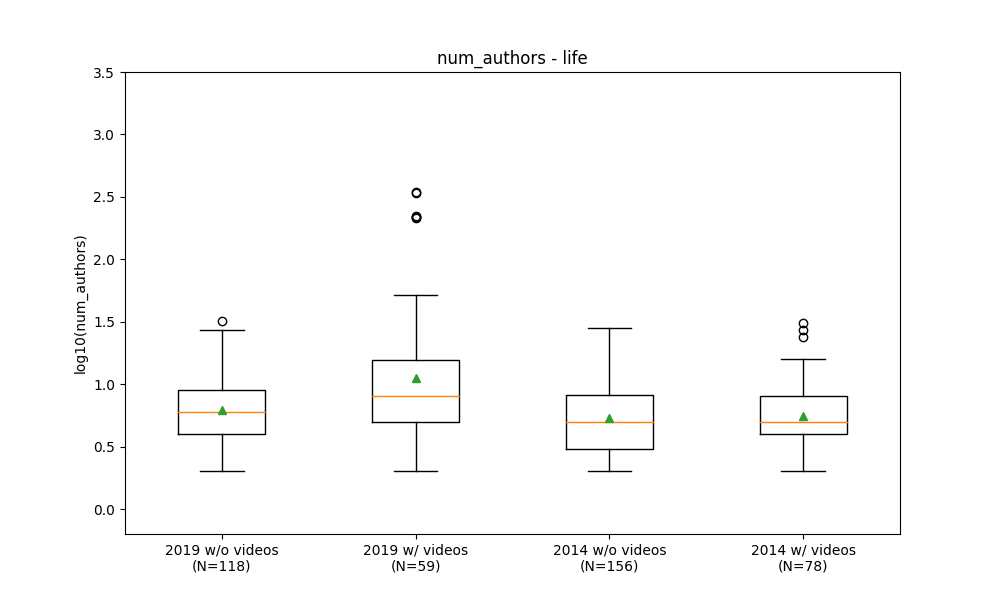 num_authors - life
3.5
3.0
2.5
2.0
1.5
1.0
0.5
0.0
log10(num_authors)
2019 w/o videos
(N=118)
2019 w/ videos
(N=59)
2014 w/o videos
(N=156)
2014 w/ videos
(N=78)